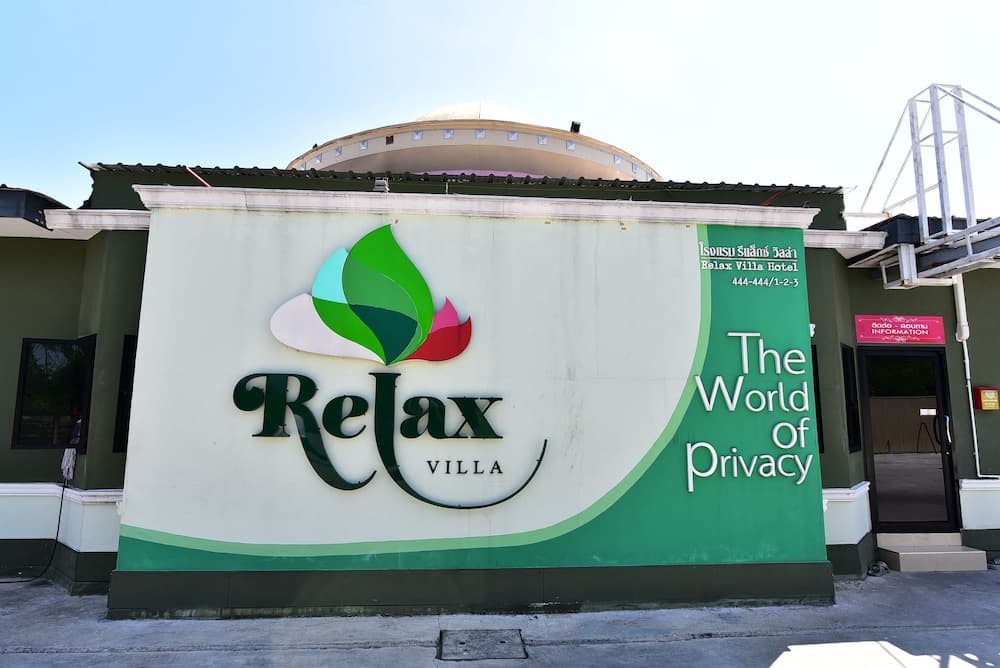 Relax
VILLA
โรงแรม รีแล็กซ์ วิลล่า
Relax Villa Hotel
444-444/1-2-3
The
World
of
privacy
ติดต่อ - สอบถาม
INFORMATION